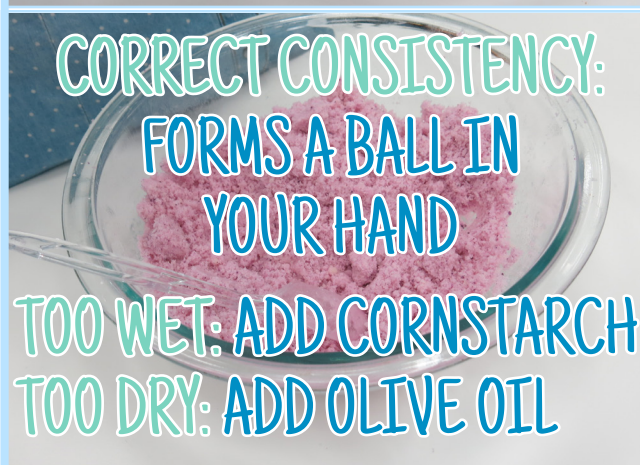 CORRECT CONSISTENCY:
FORMS A BALL IN
YOUR HAND
TOO WET: ADD CORNSTARCH
TOO DRY: ADD OLIVE OIL